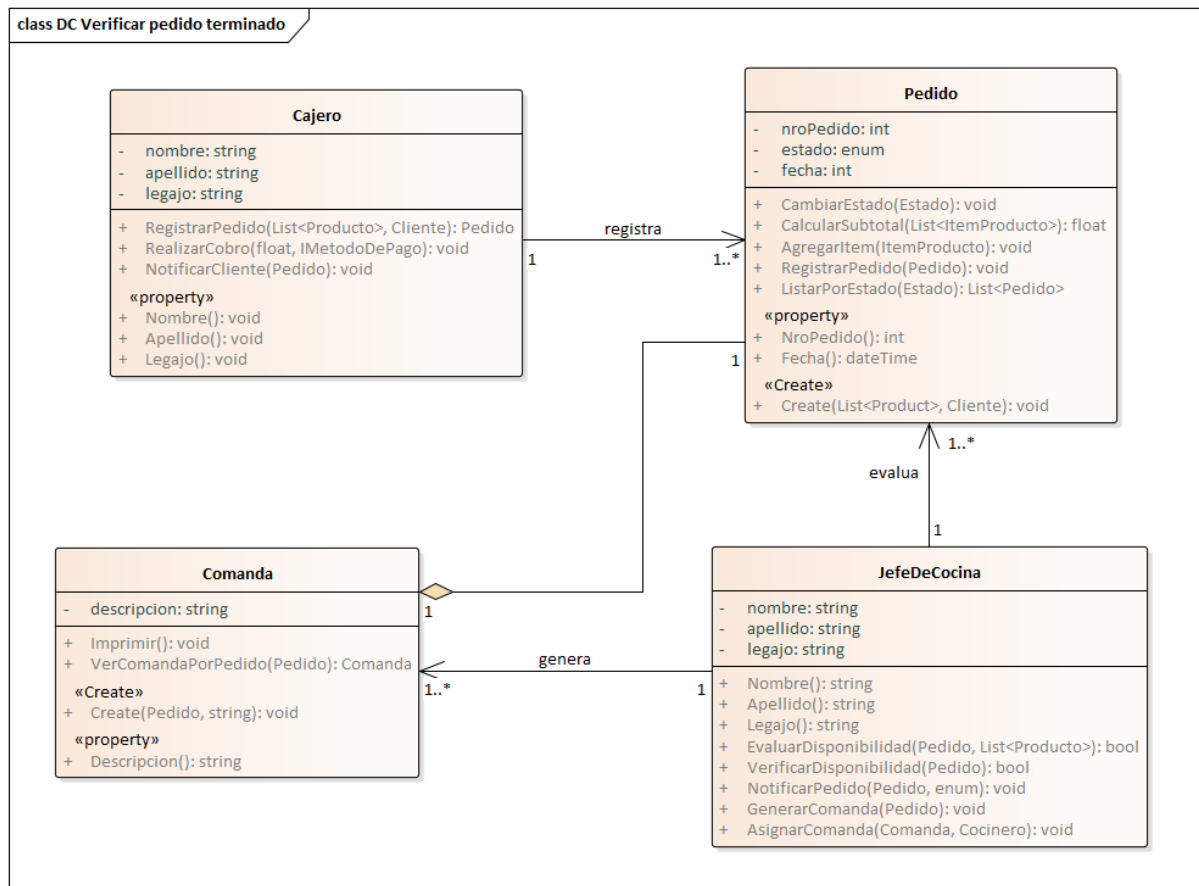 class DC Verificar pedido terminado
Cajero
- nombre: string
- apellido: string
- legajo: string
+ RegistrarPedido(List<Producto>, Cliente): Pedido
+ RealizarCobro(float, IMetodoDePago): void
+ NotificarCliente(Pedido): void
«property»
+ Nombre(): void
+ Apellido(): void
+ Legajo(): void
registra
1
1..*
Pedido
- nroPedido: int
- estado: enum
- fecha: int
+ CambiarEstado(Estado): void
+ CalcularSubtotal(List<ItemProducto>): float
+ AgregarItem(ItemProducto): void
+ RegistrarPedido(Pedido): void
+ ListarPorEstado(Estado): List<Pedido>
«property»
+ NroPedido(): int
+ Fecha(): dateTime
«Create»
+ Create(List<Product>, Cliente): void
1
1..*
evalua
1
Comanda
- descripcion: string
+ Imprimir(): void
+ VerComandaPorPedido(Pedido): Comanda
«Create»
+ Create(Pedido, string): void
«property»
+ Descripcion(): string
1
genera
1..*
1
JefeDeCocina
- nombre: string
- apellido: string
- legajo: string
+ Nombre(): string
+ Apellido(): string
+ Legajo(): string
+ EvaluarDisponibilidad(Pedido, List<Producto>): bool
+ VerificarDisponibilidad(Pedido): bool
+ NotificarPedido(Pedido, enum): void
+ GenerarComanda(Pedido): void
+ AsignarComanda(Comanda, Cocinero): void